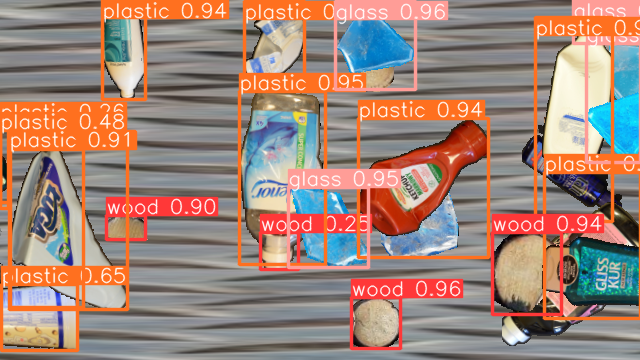 plastic 0.94
plastic 0
glass 0.96
glass
plastic 0.9
glass
plastic 0.95
plastic 0.94
plastic 0.26
plastic 0.48
plastic 0.91
plastic 0.
glass 0.95
wood 0.90
wood 0.25
wood 0.94
plastic 0.65
wood 0.96
KETCHUP
GLISS
KUR